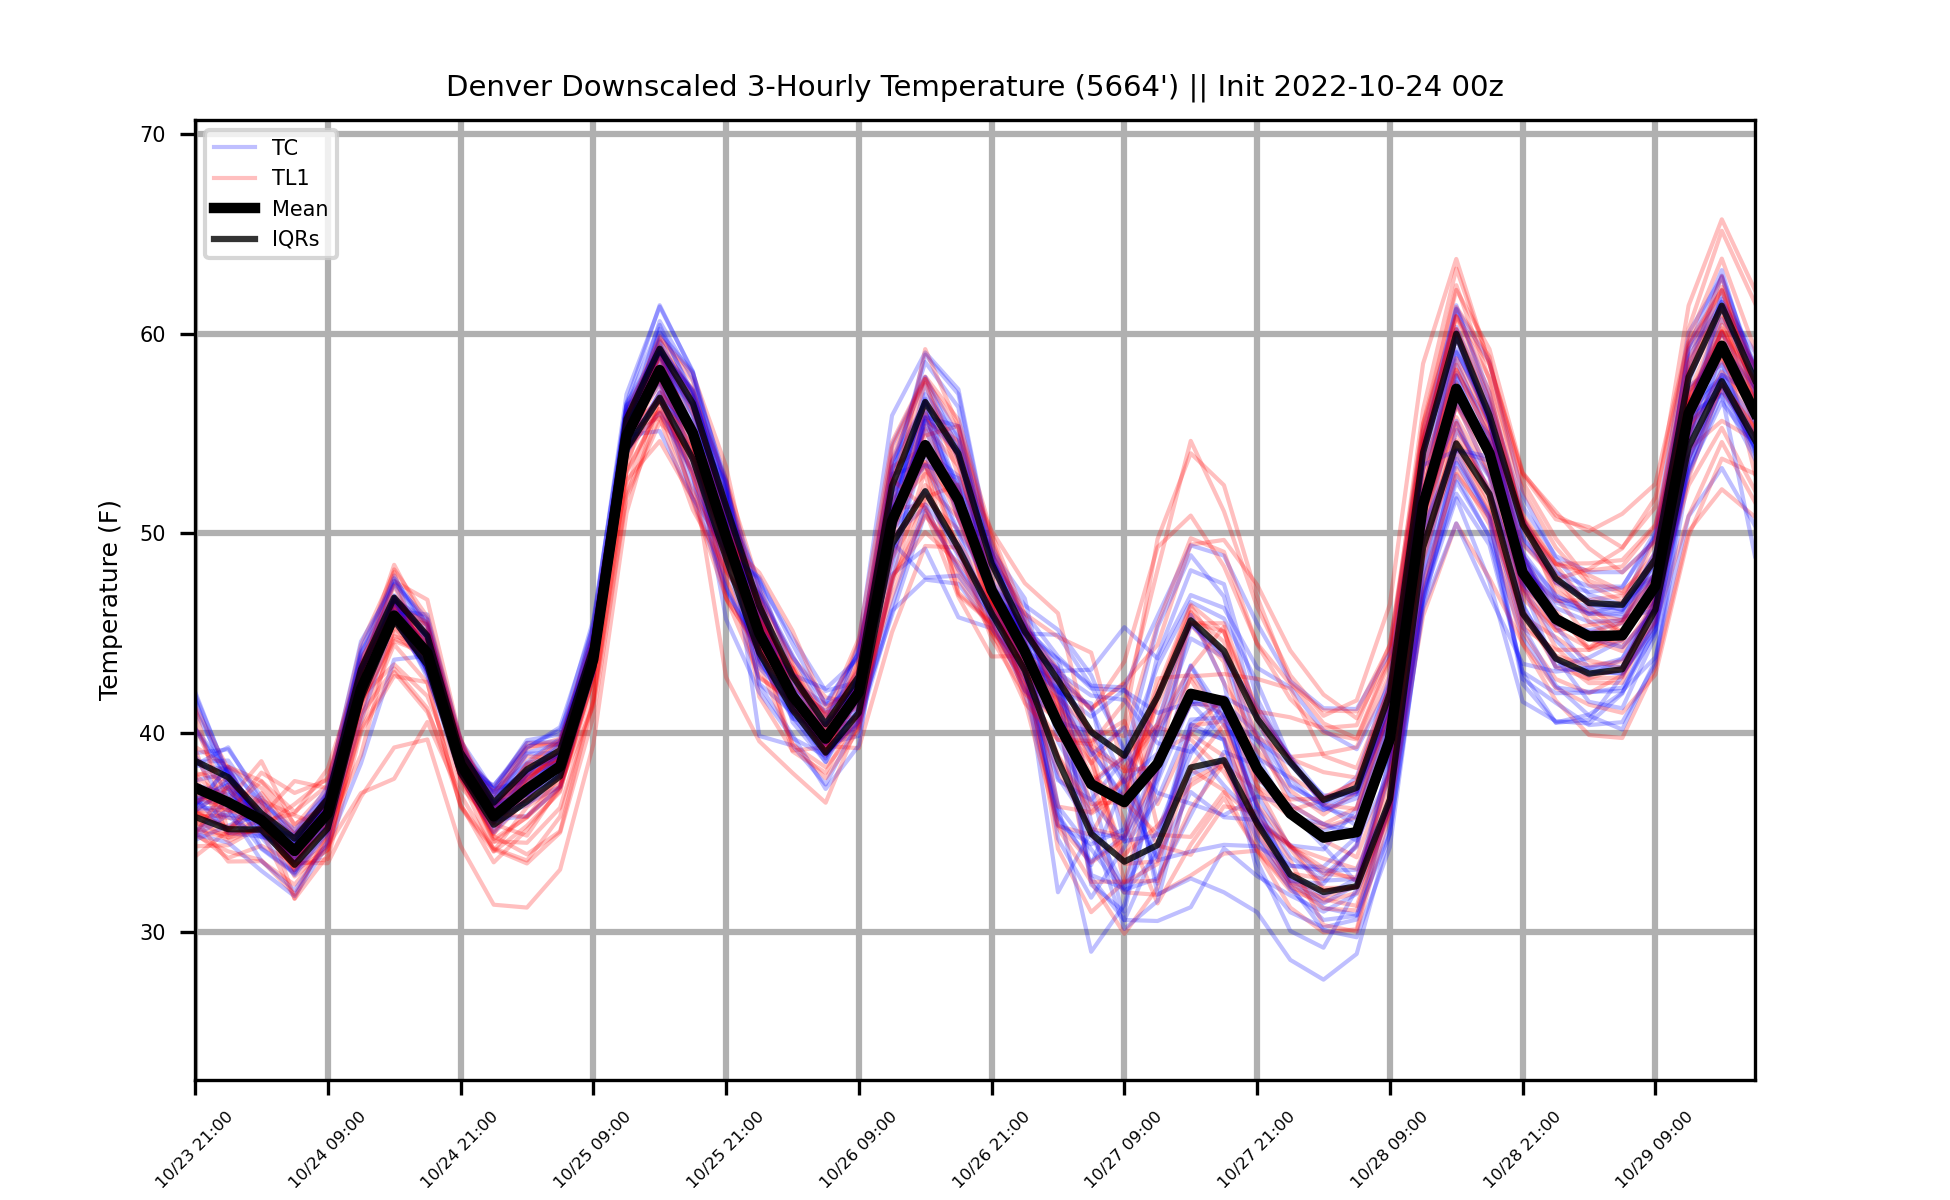 Denver Downscaled 3-Hourly Temperature (5664') || Init 2022-10-24 00z
TC
TL1
Mean
IQRs
Temperature (F)
70
60
50
40
30
10/23 21:00
10/24 09:00
10/24 21:00
10/25 09:00
10/25 21:00
10/26 09:00
10/26 21:00
10/27 09:00
10/27 21:00
10/28 09:00
10/28 21:00
10/29 09:00